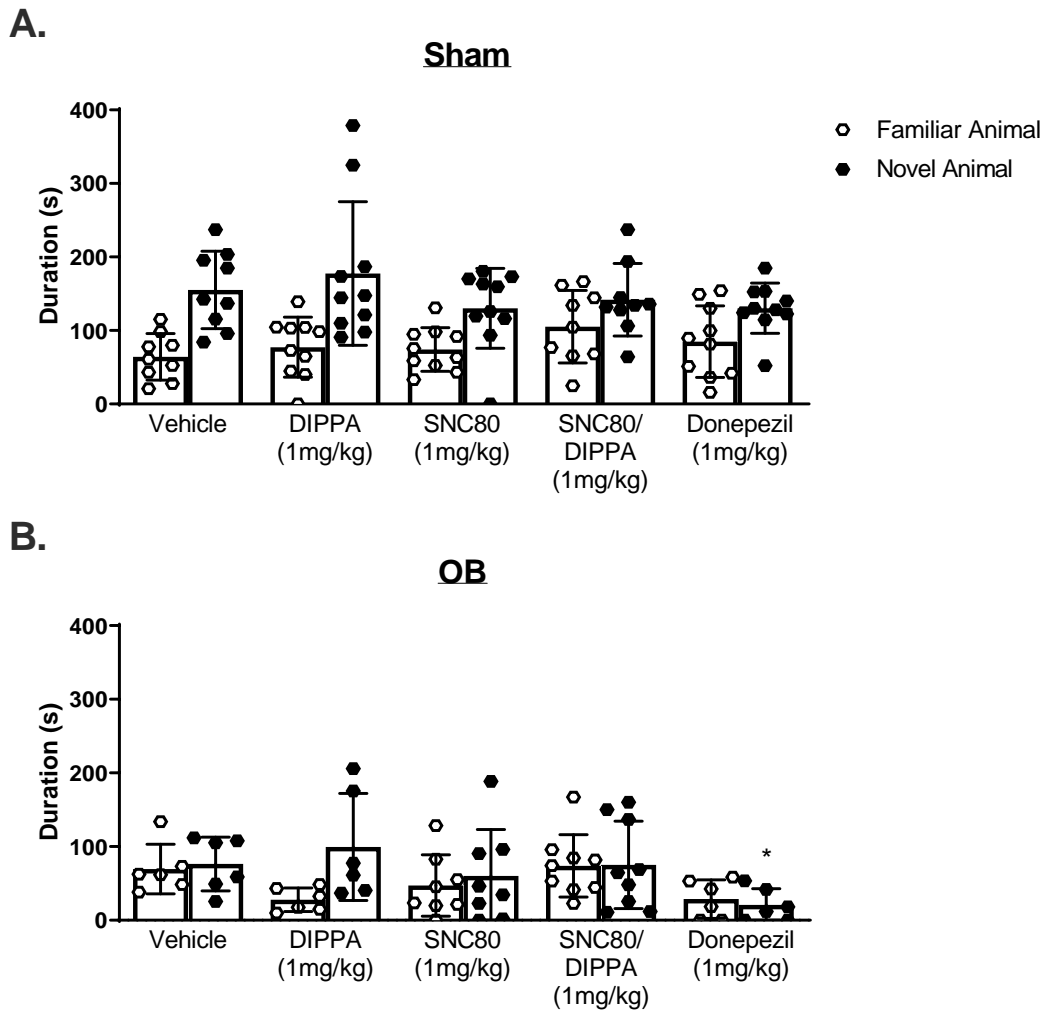 A.
Sham
400
300
200
100
0
Duration (s)
Familiar Animal
Novel Animal
Vehicle
DIPPA
(1mg/kg)
SNC80
(1mg/kg)
SNC80/
DIPPA
(1mg/kg)
Donepezil
(1mg/kg)
B.
OB
400
300
200
100
0
Duration (s)
*
Vehicle
DIPPA
(1mg/kg)
SNC80
(1mg/kg)
SNC80/
DIPPA
(1mg/kg)
Donepezil
(1mg/kg)